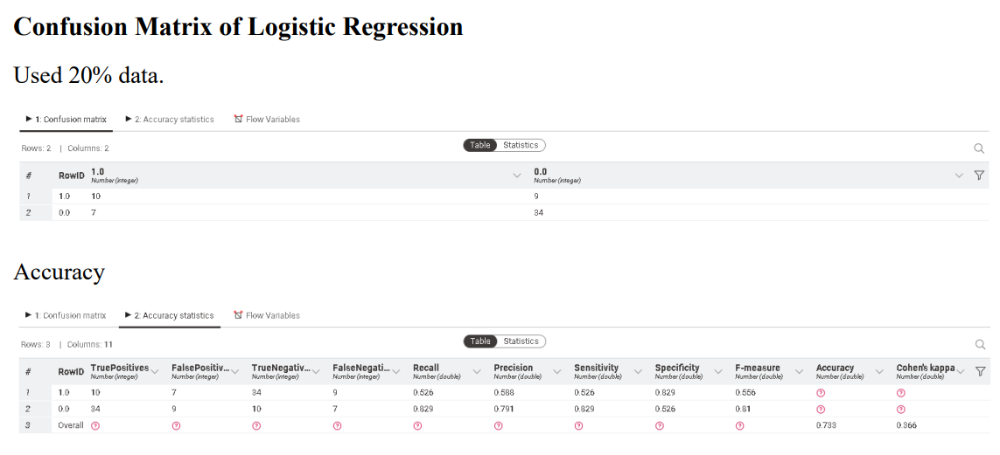 Confusion Matrix of Logistic Regression
Used 20% data.
1: Confusion matrix 2: Accuracy statistics Flow Variables
Rows: 2 | Columns: 2 Table Statistics
# RowID 1.0 0.0
Number (integer) Number (integer)
1 1.0 10 9
2 0.0 7 34
Accuracy
1: Confusion matrix 2: Accuracy statistics Flow Variables
Rows: 3 | Columns: 11 Table Statistics
# RowID TruePositives FalsePositiv... TrueNegativ... FalseNegati... Recall Precision Sensitivity Specificity F-measure Accuracy Cohen's kappa
Number (integer) Number (integer) Number (integer) Number (integer) Number (double) Number (double) Number (double) Number (double) Number (double) Number (double) Number (double)
1 1.0 10 7 34 9 0.526 0.588 0.526 0.829 0.556 ? ?
2 0.0 34 9 10 7 0.829 0.791 0.829 0.526 0.81 ? ?
3 Overall ? ? ? ? ? ? ? ? ? 0.733 0.366